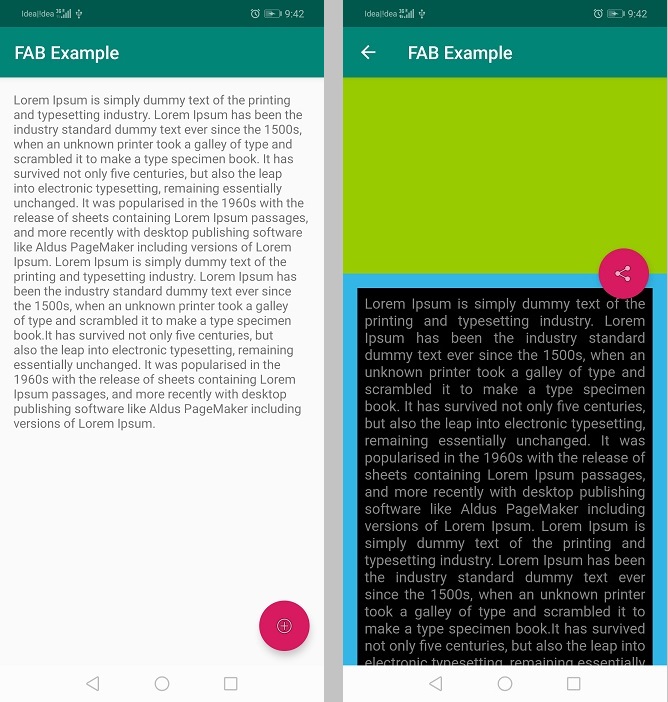 Idea|Idea
9:42
FAB Example
Lorem Ipsum is simply dummy text of the printing
and typesetting industry. Lorem Ipsum has been the
industry standard dummy text ever since the 1500s,
when an unknown printer took a galley of type and
scrambled it to make a type specimen book. It has
survived not only five centuries, but also the leap
into electronic typesetting, remaining essentially
unchanged. It was popularised in the 1960s with the
release of sheets containing Lorem Ipsum passages,
and more recently with desktop publishing software
like Aldus PageMaker including versions of Lorem
Ipsum. Lorem Ipsum is simply dummy text of the
printing and typesetting industry. Lorem Ipsum has
been the industry standard dummy text ever since
the 1500s, when an unknown printer took a galley
of type and scrambled it to make a type specimen
book.It has survived not only five centuries, but
also the leap into electronic typesetting, remaining
essentially unchanged. It was popularised in the
1960s with the release of sheets containing Lorem
Ipsum passages, and more recently with desktop
publishing software like Aldus PageMaker including
versions of Lorem Ipsum.
Idea|Idea
9:42
FAB Example
Lorem Ipsum is simply dummy text of the
printing and typesetting industry. Lorem
Ipsum has been the industry standard
dummy text ever since the 1500s, when an
unknown printer took a galley of type and
scrambled it to make a type specimen
book. It has survived not only five centuries,
but also the leap into electronic typesetting,
remaining essentially unchanged. It was
popularised in the 1960s with the release of
sheets containing Lorem Ipsum passages,
and more recently with desktop publishing
software like Aldus PageMaker including
versions of Lorem Ipsum. Lorem Ipsum is
simply dummy text of the printing and
typesetting industry. Lorem Ipsum has been
the industry standard dummy text ever
since the 1500s, when an unknown printer
took a galley of type and scrambled it to
make a type specimen book.It has survived
not only five centuries, but also the leap into
electronic typesetting, remaining essentially